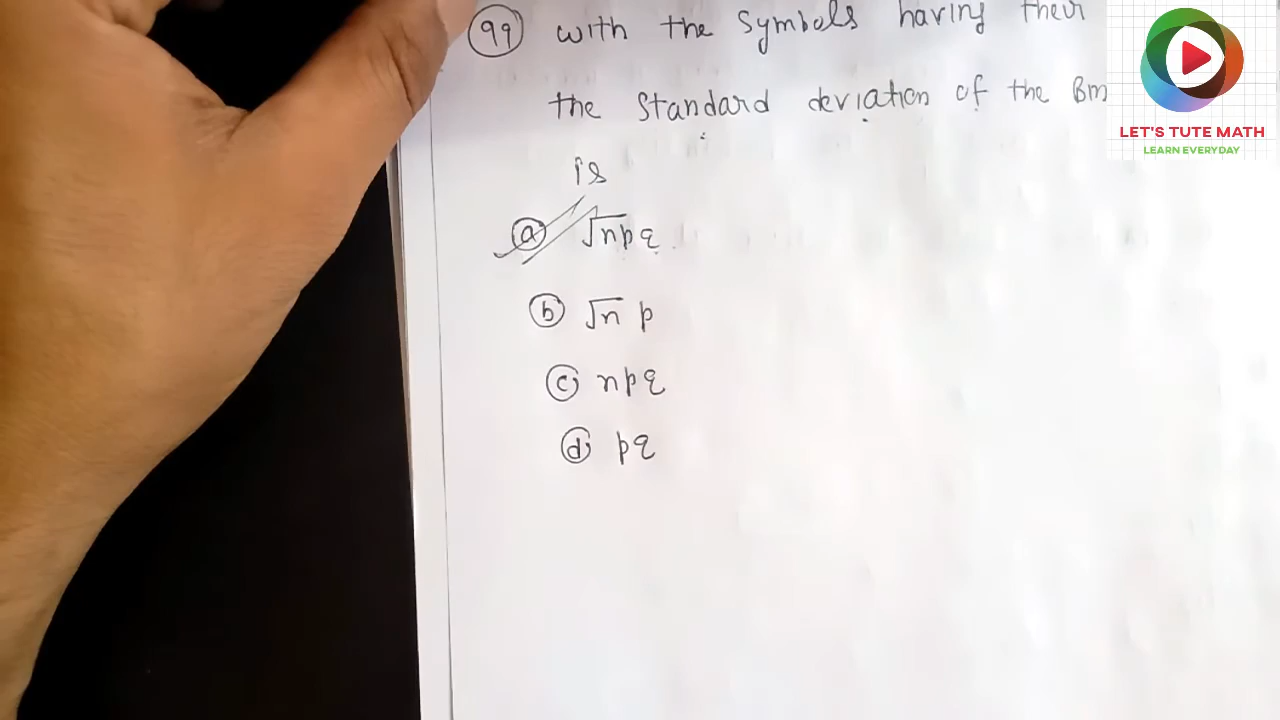 99 with the symbols having their
the standard deviation of the Bm
is
a √npq
b √n p
c npq
d pq
LET'S TUTE MATH
LEARN EVERYDAY